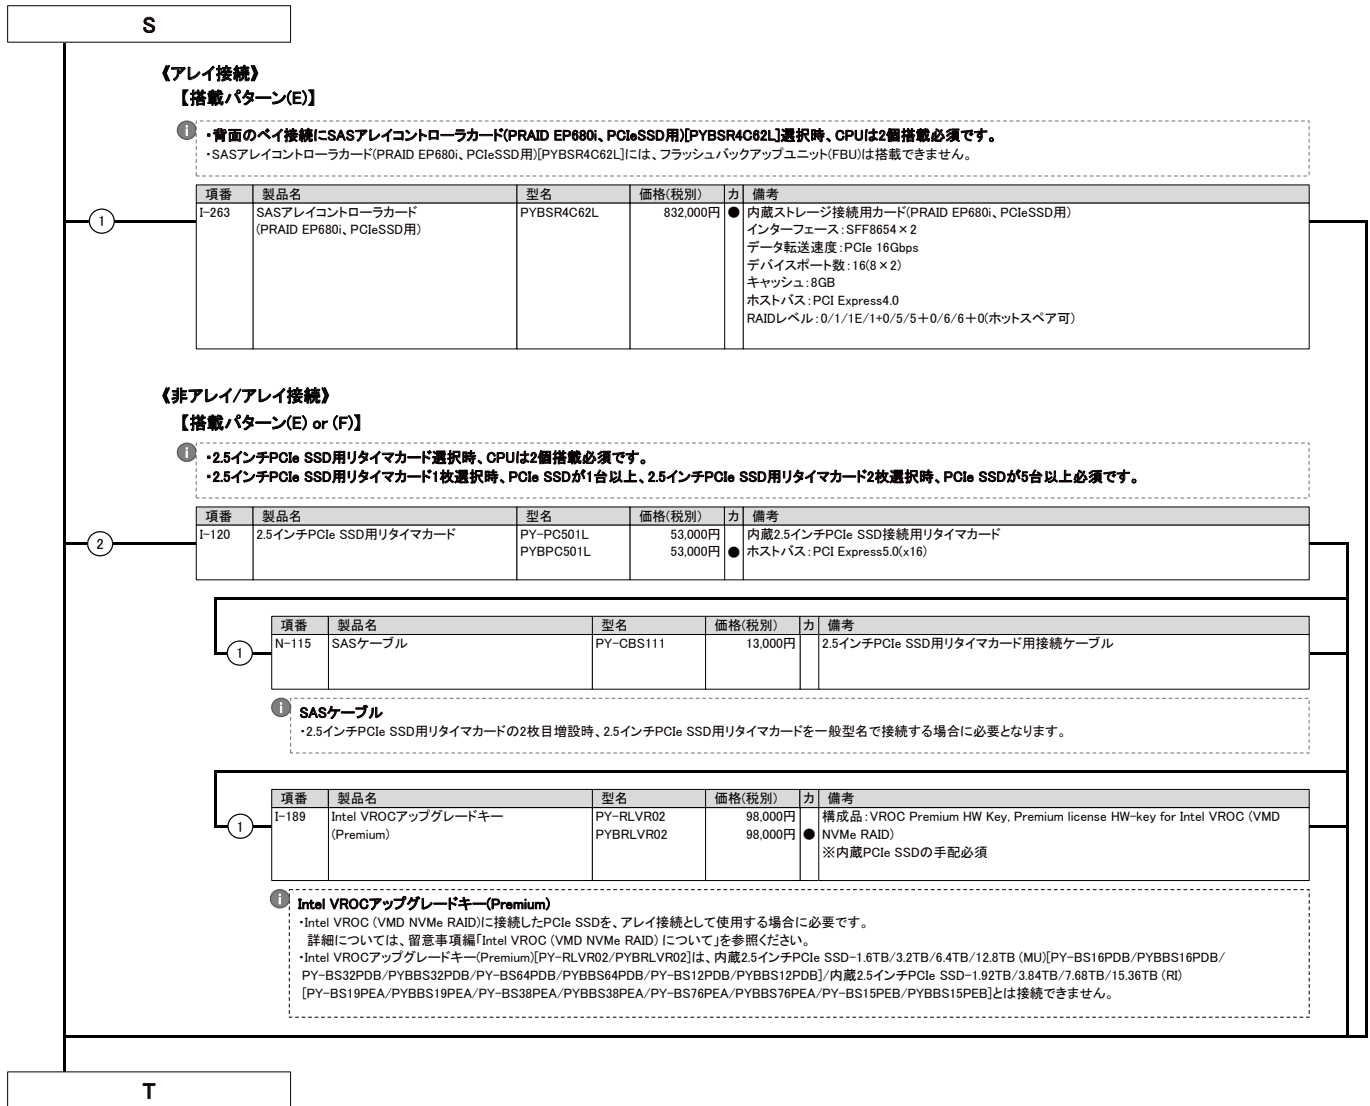 S
《アレイ接続》
【搭載パターン(E)】
・背面のベイ接続にSASアレイコントローラカード(PRAID EP680i、PCIeSSD用)[PYBSR4C62L]選択時、CPUは2個搭載必須です。
・SASアレイコントローラカード(PRAID EP680i、PCIeSSD用)[PYBSR4C62L]には、フラッシュバックアップユニット(FBU)は搭載できません。
項番 製品名 型名 価格(税別) カ 備考
1 I-263 SASアレイコントローラカード PYBSR4C62L 832,000円 ● 内蔵ストレージ接続用カード(PRAID EP680i、PCIeSSD用)
(PRAID EP680i、PCIeSSD用) インターフェース:SFF8654×2
データ転送速度:PCIe 16Gbps
デバイスポート数:16(8×2)
キャッシュ:8GB
ホストバス:PCI Express4.0
RAIDレベル:0/1/1E/1+0/5/5+0/6/6+0(ホットスペア可)
《非アレイ/アレイ接続》
【搭載パターン(E) or (F)】
・2.5インチPCIe SSD用リタイマカード選択時、CPUは2個搭載必須です。
・2.5インチPCIe SSD用リタイマカード1枚選択時、PCIe SSDが1台以上、2.5インチPCIe SSD用リタイマカード2枚選択時、PCIe SSDが5台以上必須です。
項番 製品名 型名 価格(税別) カ 備考
2 I-120 2.5インチPCIe SSD用リタイマカード PY-PC501L 53,000円 内蔵2.5インチPCIe SSD接続用リタイマカード
PYBPC501L 53,000円 ● ホストバス:PCI Express5.0(x16)
項番 製品名 型名 価格(税別) カ 備考
1 N-115 SASケーブル PY-CBS111 13,000円 2.5インチPCIe SSD用リタイマカード用接続ケーブル
SASケーブル
・2.5インチPCIe SSD用リタイマカードの2枚目増設時、2.5インチPCIe SSD用リタイマカードを一般型名で接続する場合に必要となります。
項番 製品名 型名 価格(税別) カ 備考
1 I-189 Intel VROCアップグレードキー PY-RLVR02 98,000円 構成品:VROC Premium HW Key, Premium license HW-key for Intel VROC (VMD
(Premium) PYBRLVR02 98,000円 ● NVMe RAID)
※内蔵PCIe SSDの手配必須
Intel VROCアップグレードキー(Premium)
・Intel VROC (VMD NVMe RAID)に接続したPCIe SSDを、アレイ接続として使用する場合に必要です。
詳細については、留意事項編「Intel VROC (VMD NVMe RAID) について」を参照ください。
・Intel VROCアップグレードキー(Premium)[PY-RLVR02/PYBRLVR02]は、内蔵2.5インチPCIe SSD-1.6TB/3.2TB/6.4TB/12.8TB (MU)[PY-BS16PDB/PYBBS16PDB/
PY-BS32PDB/PYBBS32PDB/PY-BS64PDB/PYBBS64PDB/PY-BS12PDB/PYBBS12PDB]/内蔵2.5インチPCIe SSD-1.92TB/3.84TB/7.68TB/15.36TB (RI)
[PY-BS19PEA/PYBBS19PEA/PY-BS38PEA/PYBBS38PEA/PY-BS76PEA/PYBBS76PEA/PY-BS15PEB/PYBBS15PEB]とは接続できません。
T